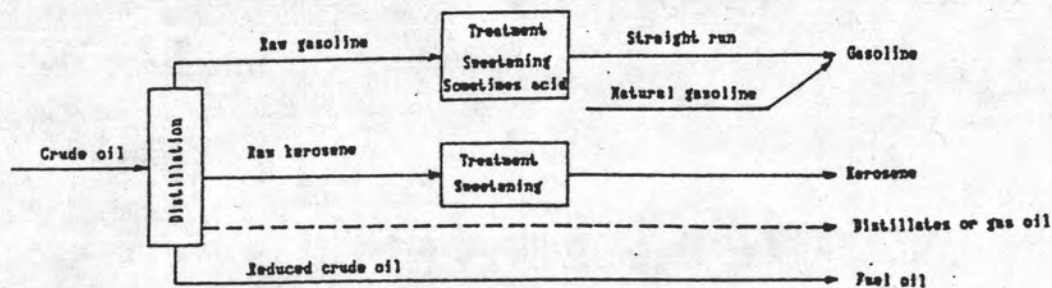 Raw gasoline
Treatment
Sweetening
Sometimes acid
Straight run
Gasoline
Natural gasoline
Crude oil
Distillation
Raw kerosene
Treatment
Sweetening
Kerosene
Distillates or gas oil
Reduced crude oil
Fuel oil